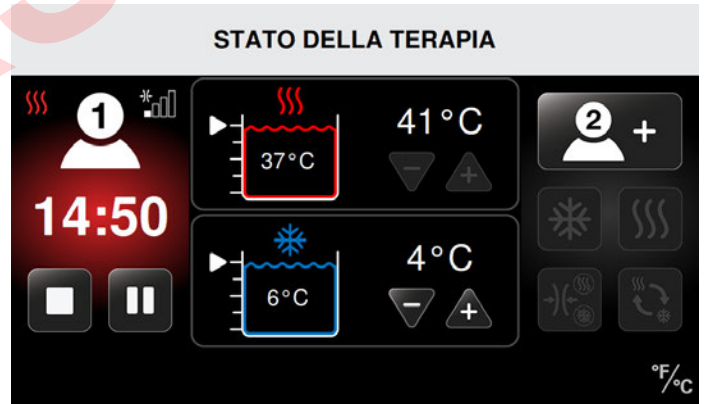 STATO DELLA TERAPIA
1
14:50
41°C
37°C
4°C
6°C
2 +
°F/°C